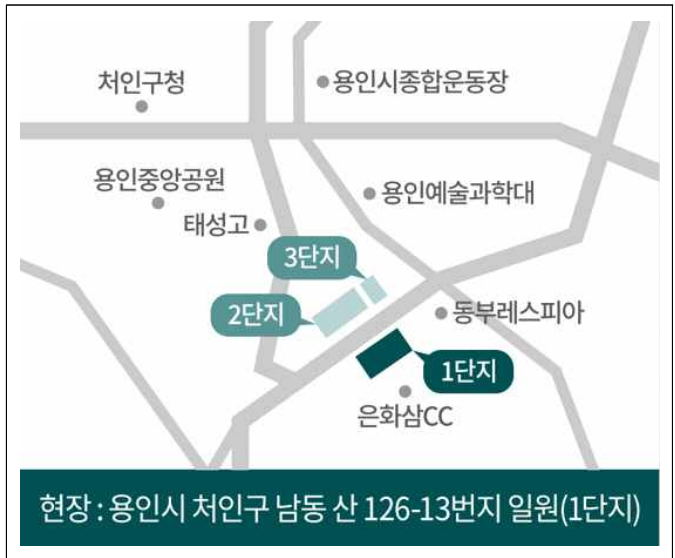 처인구청
용인시종합운동장
용인중앙공원
용인예술과학대
태성고
3단지
2단지
동부레스피아
1단지
은화삼CC
현장 : 용인시 처인구 남동 산 126-13번지 일원(1단지)